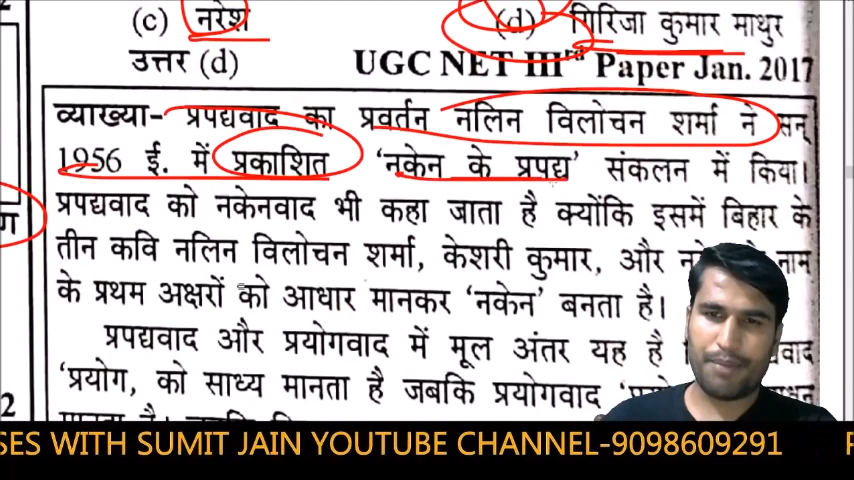 (c) नरेश (d) गिरिजा कुमार माथुर
उत्तर (d) UGC NET IIIrd Paper Jan. 2017
व्याख्या- प्रपद्यवाद का प्रवर्तन नलिन विलोचन शर्मा ने सन्
1956 ई. में प्रकाशित 'नकेन के प्रपद्य' संकलन में किया।
प्रपद्यवाद को नकेनवाद भी कहा जाता है क्योंकि इसमें बिहार के
तीन कवि नलिन विलोचन शर्मा, केशरी कुमार, और नाम
के प्रथम अक्षरों को आधार मानकर 'नकेन' बनता है।
प्रपद्यवाद और प्रयोगवाद में मूल अंतर यह है
'प्रयोग, को साध्य मानता है जबकि प्रयोगवाद
2
SES WITH SUMIT JAIN YOUTUBE CHANNEL-9098609291